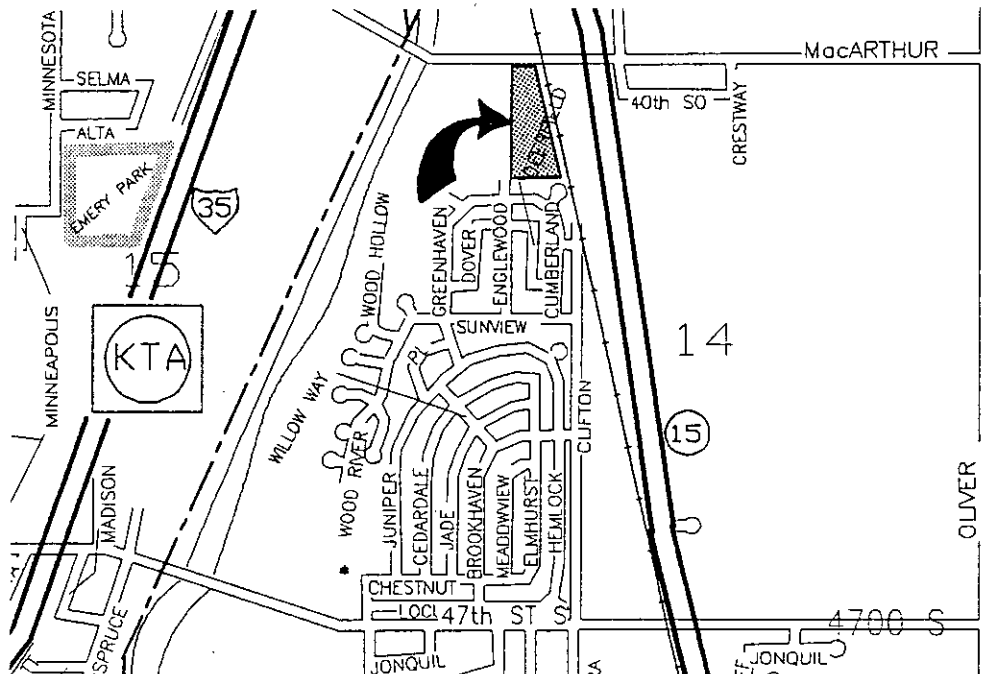 MINNESOTA
SELMA
ALTA
EMERY PARK
35
15
MINNEAPOLIS
KTA
MADISON
SPRUCE
MacARTHUR
40th SO
CRESTWAY
WOOD HOLLOW
GREENHAVEN
DOVER
ENGLEWOOD
CUMBERLAND
SUNVIEW
PL
WILLOW WAY
WOOD RIVER
14
CLIFTON
15
OLIVER
JUNIPER
CEDARDALE
JADE
BROOKHAVEN
MEADOWVIEW
ELMHURST
HEMLOCK
CHESTNUT
LOCU
47th ST S
4700 S
JONQUIL
JONQUIL